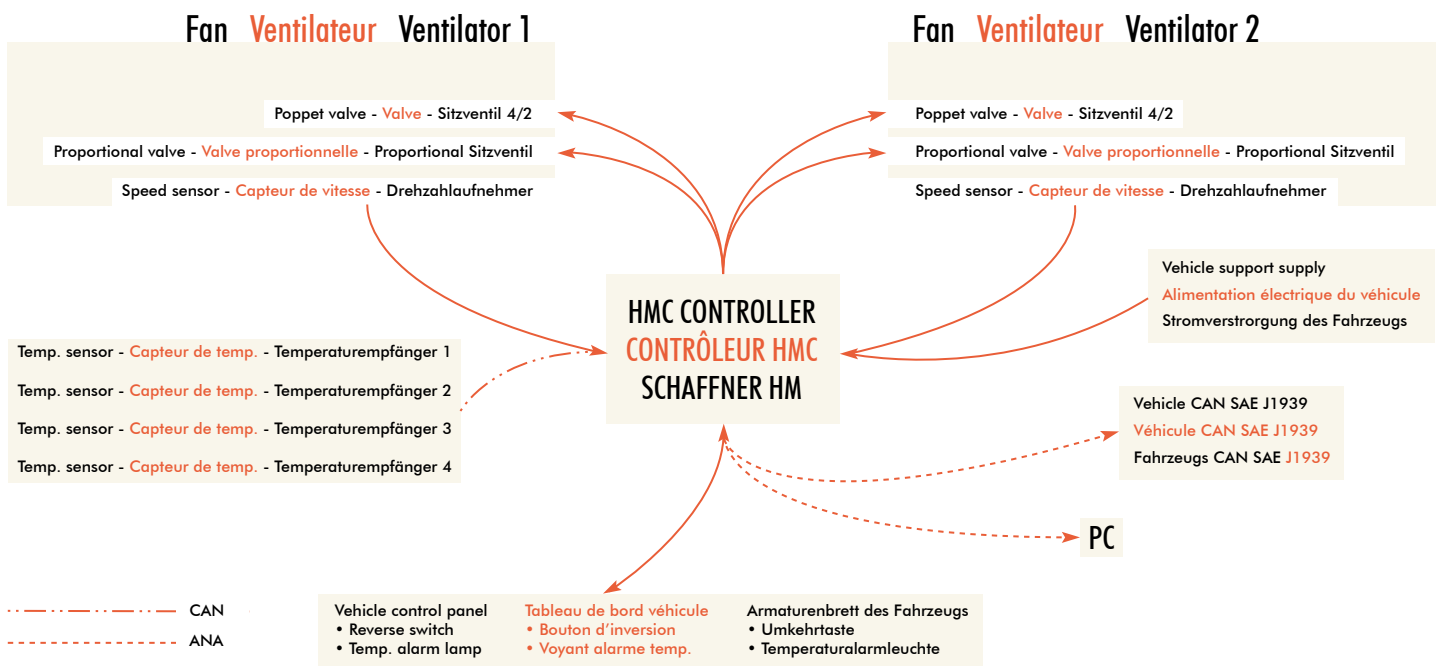 Fan Ventilateur Ventilator 1
Poppet valve - Valve - Sitzventil 4/2
Proportional valve - Valve proportionnelle - Proportional Sitzventil
Speed sensor - Capteur de vitesse - Drehzahlaufnehmer
Fan Ventilateur Ventilator 2
Poppet valve - Valve - Sitzventil 4/2
Proportional valve - Valve proportionnelle - Proportional Sitzventil
Speed sensor - Capteur de vitesse - Drehzahlaufnehmer
HMC CONTROLLER
CONTRÔLEUR HMC
SCHAFFNER HM
Vehicle support supply
Alimentation électrique du véhicule
Stromverstrorgung des Fahrzeugs
Temp. sensor - Capteur de temp. - Temperaturempfänger 1
Temp. sensor - Capteur de temp. - Temperaturempfänger 2
Temp. sensor - Capteur de temp. - Temperaturempfänger 3
Temp. sensor - Capteur de temp. - Temperaturempfänger 4
Vehicle CAN SAE J1939
Véhicule CAN SAE J1939
Fahrzeugs CAN SAE J1939
PC
CAN
ANA
Vehicle control panel
• Reverse switch
• Temp. alarm lamp
Tableau de bord véhicule
• Bouton d’inversion
• Voyant alarme temp.
Armaturenbrett des Fahrzeugs
• Umkehrtaste
• Temperaturalarmleuchte